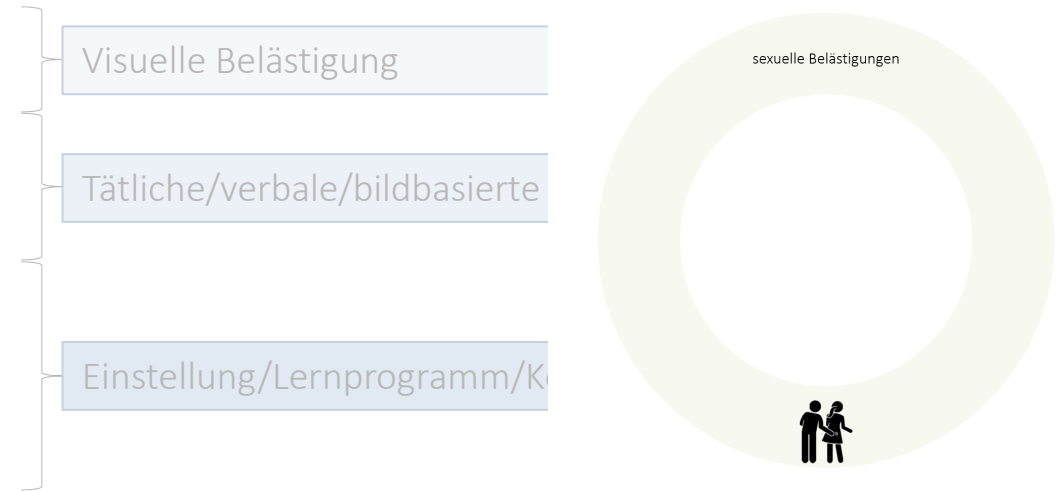 Visuelle Belästigung
sexuelle Belästigungen
Tätliche/verbale/bildbasierte
Einstellung/Lernprogramm/K